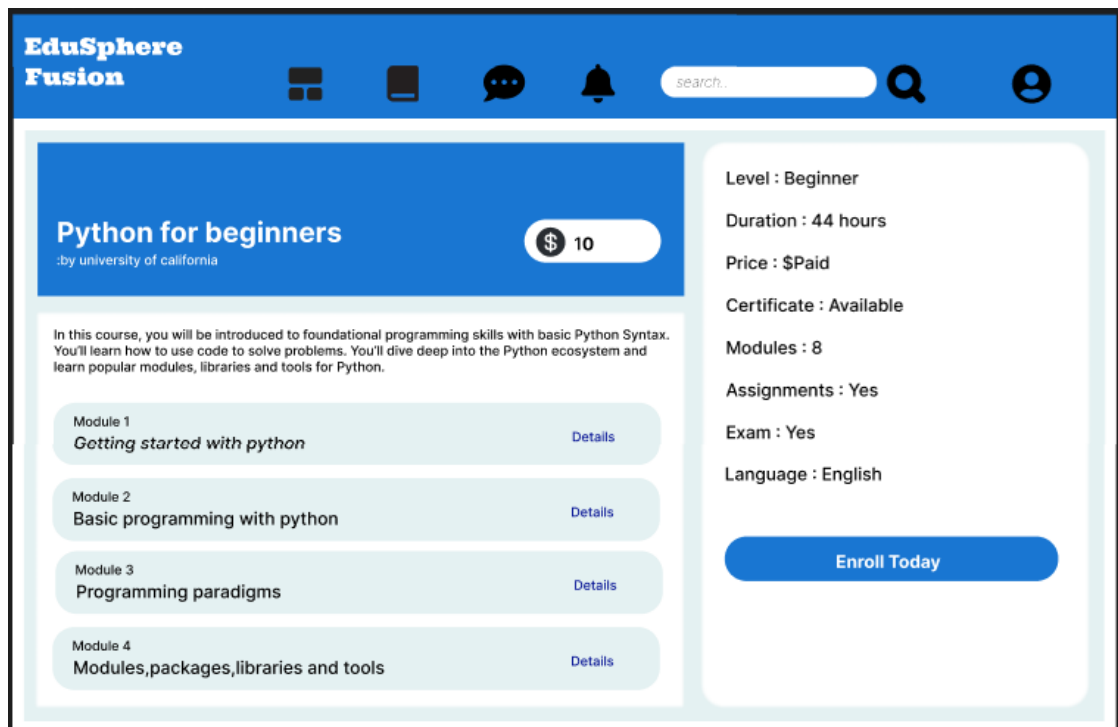 EduSphere
Fusion
search..
Python for beginners
:by university of california
$ 10
In this course, you will be introduced to foundational programming skills with basic Python Syntax.
You'll learn how to use code to solve problems. You'll dive deep into the Python ecosystem and
learn popular modules, libraries and tools for Python.
Module 1
Getting started with python
Details
Module 2
Basic programming with python
Details
Module 3
Programming paradigms
Details
Module 4
Modules,packages,libraries and tools
Details
Level : Beginner
Duration : 44 hours
Price : $Paid
Certificate : Available
Modules : 8
Assignments : Yes
Exam : Yes
Language : English
Enroll Today